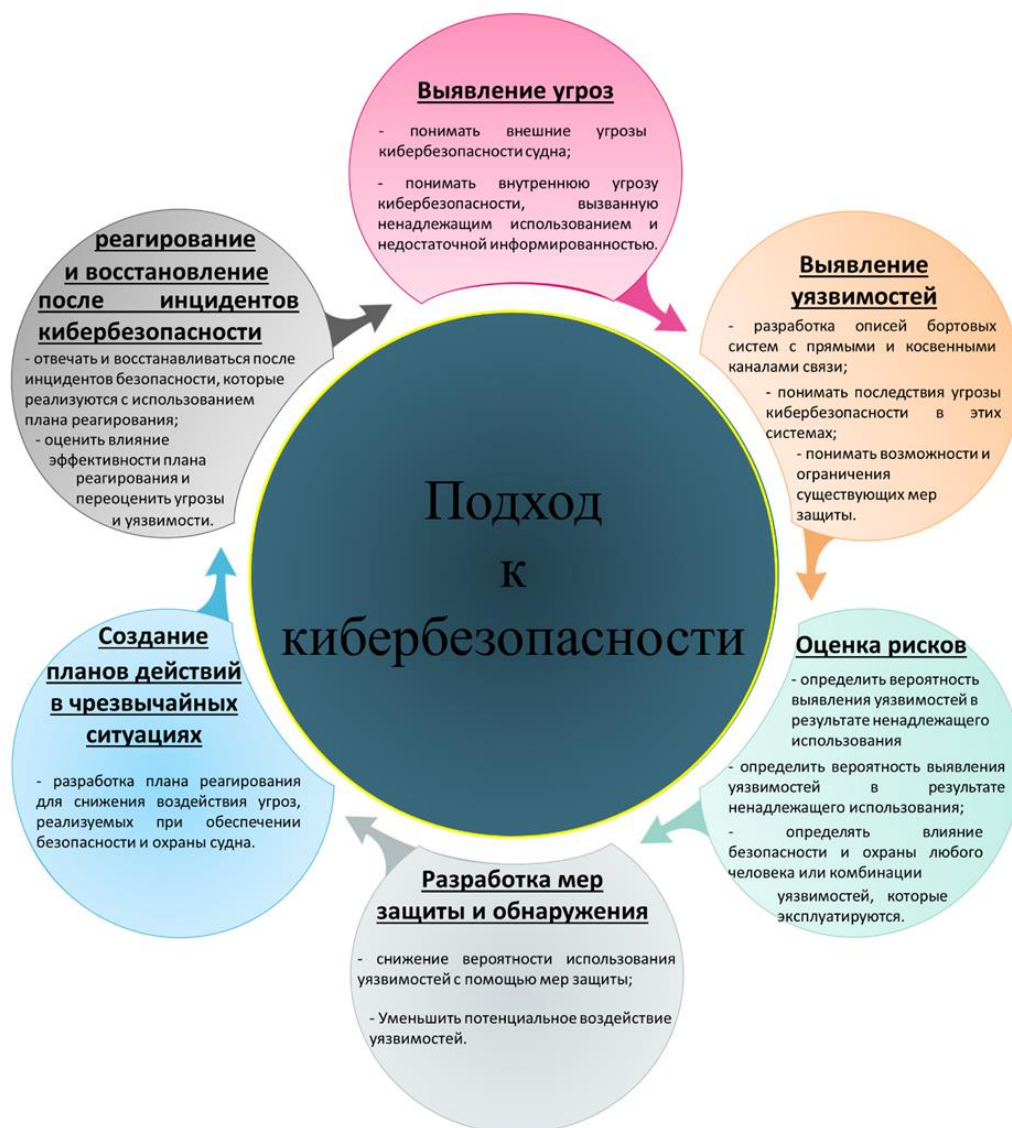 Выявление угроз
- понимать внешние угрозы
кибербезопасности судна;
- понимать внутреннюю угрозу
кибербезопасности, вызванную
ненадлежащим использованием и
недостаточной информированностью.
Выявление
уязвимостей
- разработка описей бортовых
систем с прямыми и косвенными
каналами связи;
- понимать последствия угрозы
кибербезопасности в этих
системах;
- понимать возможности и
ограничения
существующих мер
защиты.
Оценка рисков
- определить вероятность
выявления уязвимостей в
результате ненадлежащего
использования
- определить вероятность выявления
уязвимостей в результате
ненадлежащего использования;
- определять влияние
безопасности и охраны любого
человека или комбинации
уязвимостей, которые
эксплуатируются.
Разработка мер
защиты и обнаружения
- снижение вероятности использования
уязвимостей с помощью мер защиты;
- Уменьшить потенциальное воздействие
уязвимостей.
Создание
планов действий
в чрезвычайных
ситуациях
- разработка плана реагирования
для снижения воздействия угроз,
реализуемых при обеспечении
безопасности и охраны судна.
реагирование
и восстановление
после инцидентов
кибербезопасности
- отвечать и восстанавливаться после
инцидентов безопасности, которые
реализуются с использованием
плана реагирования;
- оценить влияние
эффективности плана
реагирования и
переоценить угрозы
и уязвимости.
Подход
к
кибербезопасности